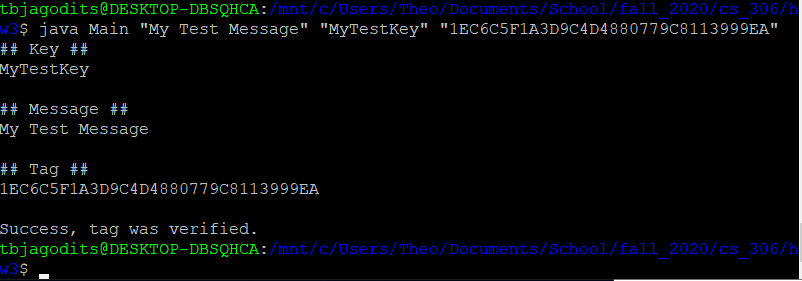 tbjagodits@DESKTOP-DBSQHCA:/mnt/c/Users/Theo/Documents/School/fall_2020/cs_306/h
w3$ java Main "My Test Message" "MyTestKey" "1EC6C5F1A3D9C4D4880779C8113999EA"
## Key ##
MyTestKey
## Message ##
My Test Message
## Tag ##
1EC6C5F1A3D9C4D4880779C8113999EA
Success, tag was verified.
tbjagodits@DESKTOP-DBSQHCA:/mnt/c/Users/Theo/Documents/School/fall_2020/cs_306/h
w3$